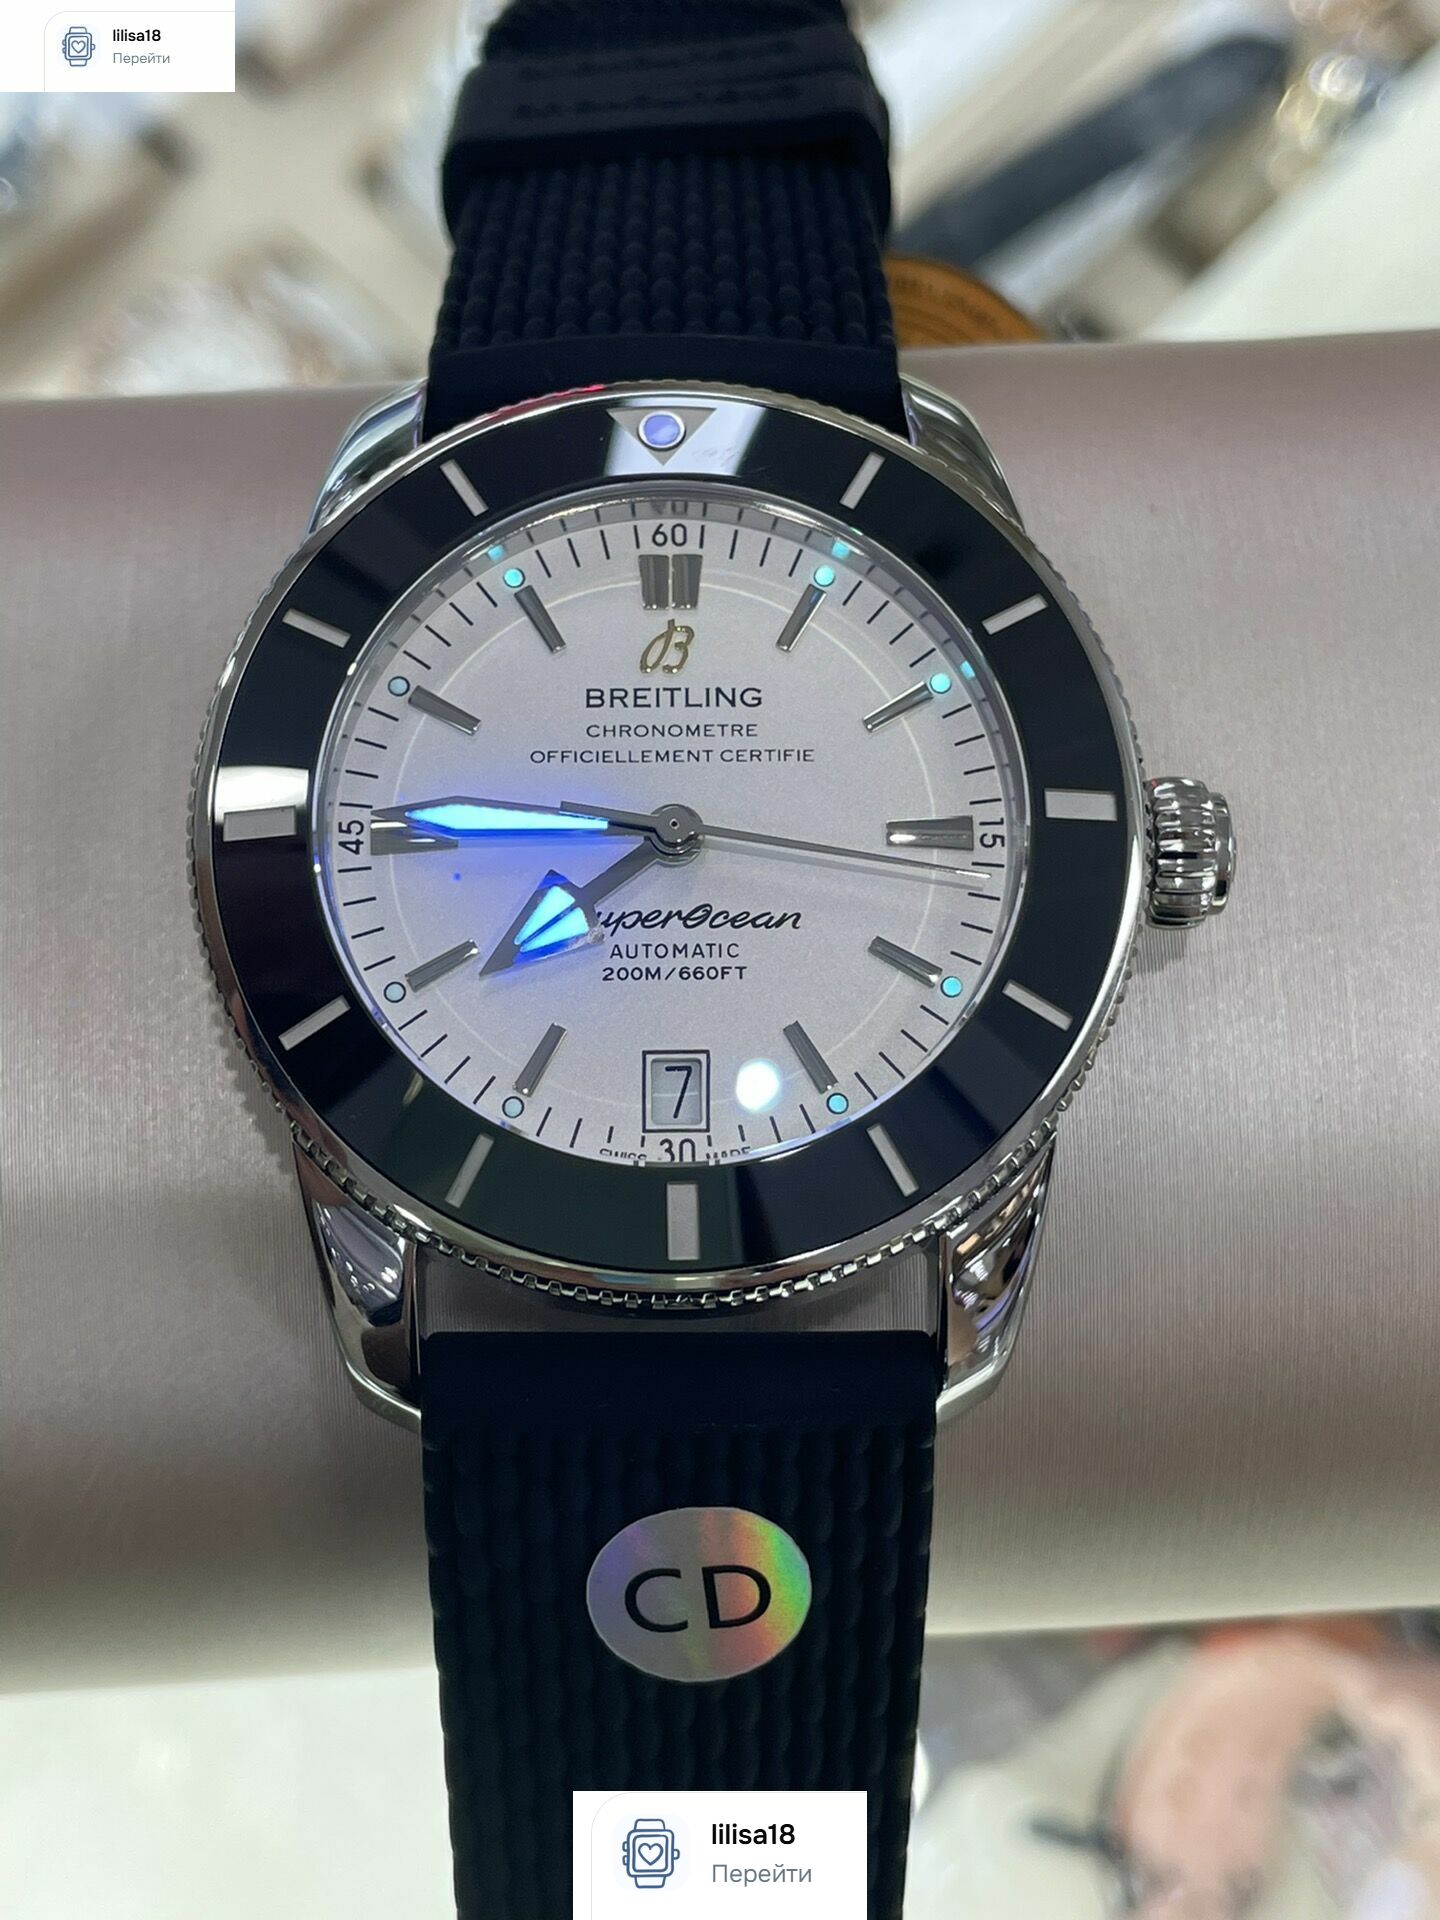 lilisa18
Перейти
60
B
BREITLING
CHRONOMETRE
OFFICIELLEMENT CERTIFIE
45
15
uperOcean
AUTOMATIC
200M/660FT
7
SWISS 30 MADE
CD
lilisa18
Перейти